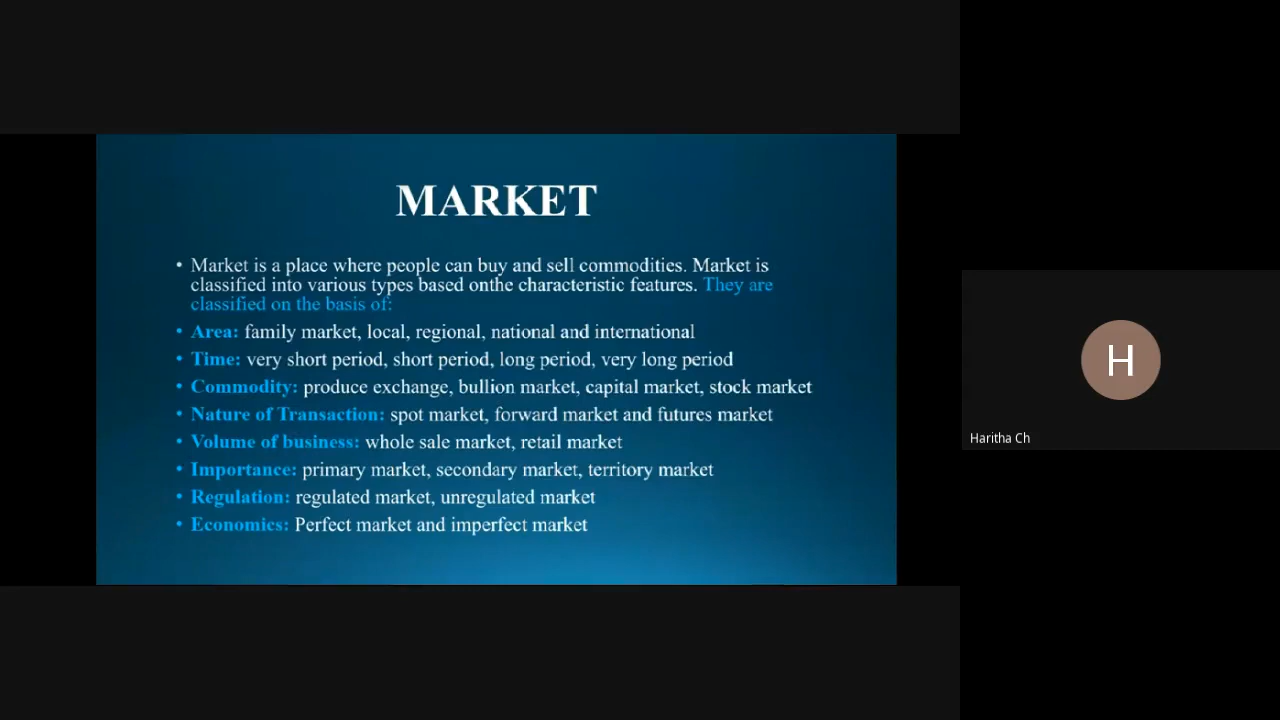 MARKET
• Market is a place where people can buy and sell commodities. Market is
classified into various types based onthe characteristic features. They are
classified on the basis of:
• Area: family market, local, regional, national and international
• Time: very short period, short period, long period, very long period
• Commodity: produce exchange, bullion market, capital market, stock market
• Nature of Transaction: spot market, forward market and futures market
• Volume of business: whole sale market, retail market
• Importance: primary market, secondary market, territory market
• Regulation: regulated market, unregulated market
• Economics: Perfect market and imperfect market
H
Haritha Ch